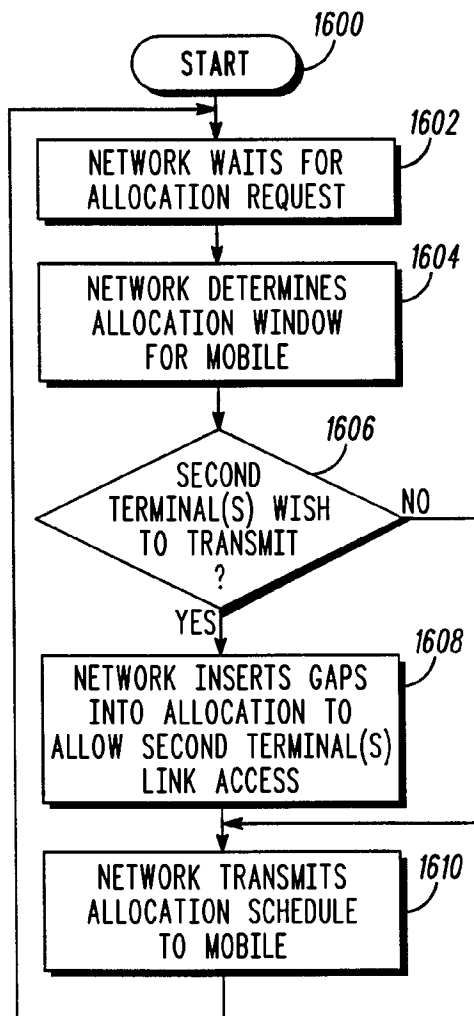 1600
START
1602
NETWORK WAITS FOR
ALLOCATION REQUEST
1604
NETWORK DETERMINES
ALLOCATION WINDOW
FOR MOBILE
1606
SECOND
TERMINAL(S) WISH
TO TRANSMIT
?
NO
YES
1608
NETWORK INSERTS GAPS
INTO ALLOCATION TO
ALLOW SECOND TERMINAL(S)
LINK ACCESS
1610
NETWORK TRANSMITS
ALLOCATION SCHEDULE
TO MOBILE